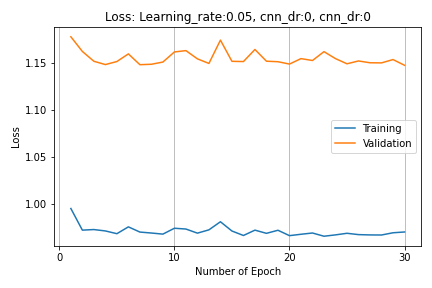 Loss: Learning_rate:0.05, cnn_dr:0, cnn_dr:0
Loss
1.15
1.10
1.05
1.00
Training
Validation
0
10
20
30
Number of Epoch